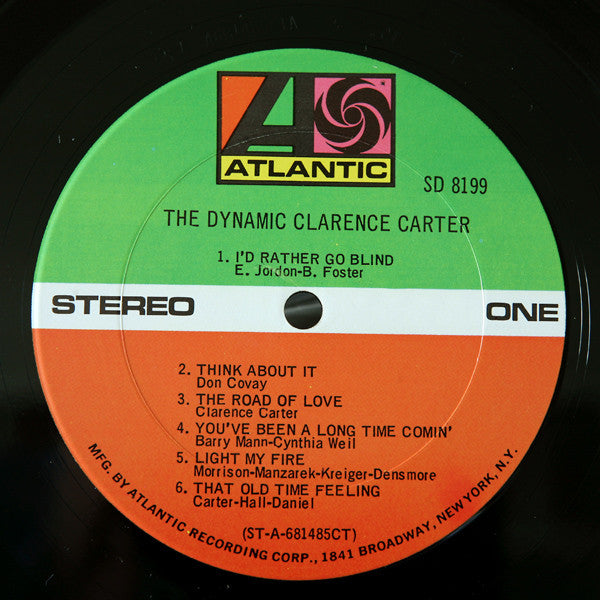 ATLANTIC
SD 8199
THE DYNAMIC CLARENCE CARTER
1. I'D RATHER GO BLIND
E. Jordon-B. Foster
STEREO
ONE
2. THINK ABOUT IT
Don Covay
3. THE ROAD OF LOVE
Clarence Carter
4. YOU'VE BEEN A LONG TIME COMIN'
Barry Mann-Cynthia Weil
5. LIGHT MY FIRE
Morrison-Manzarek-Kreiger-Densmore
6. THAT OLD TIME FEELING
Carter-Hall-Daniel
(ST-A-681485CT)
MFG. BY ATLANTIC RECORDING CORP., 1841 BROADWAY, NEW YORK, N.Y.